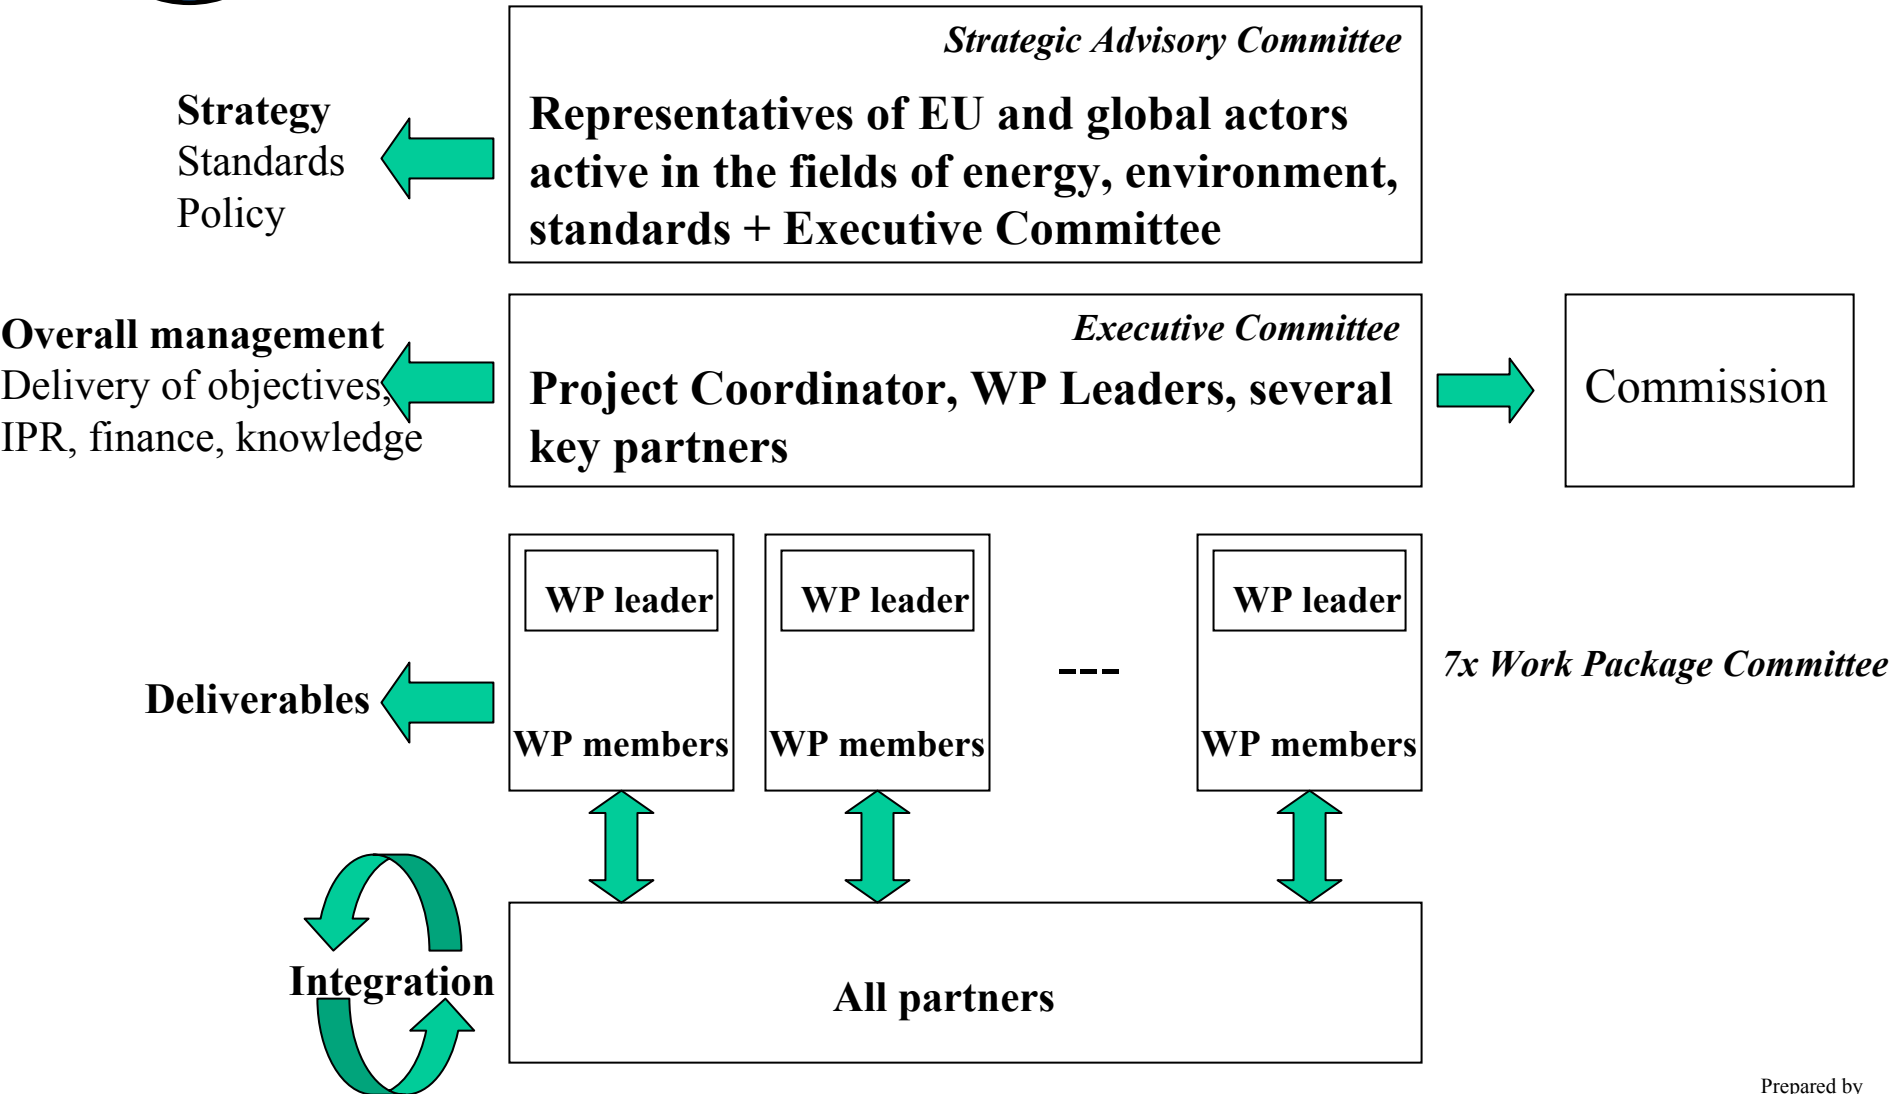 Strategic Advisory Committee
Strategy
Standards
Policy
Representatives of EU and global actors
active in the fields of energy, environment,
standards + Executive Committee
Overall management
Delivery of objectives,
IPR, finance, knowledge
Executive Committee
Project Coordinator, WP Leaders, several
key partners
Commission
WP leader
WP members
WP leader
WP members
---
WP leader
WP members
7x Work Package Committee
Deliverables
Integration
All partners
Prepared by